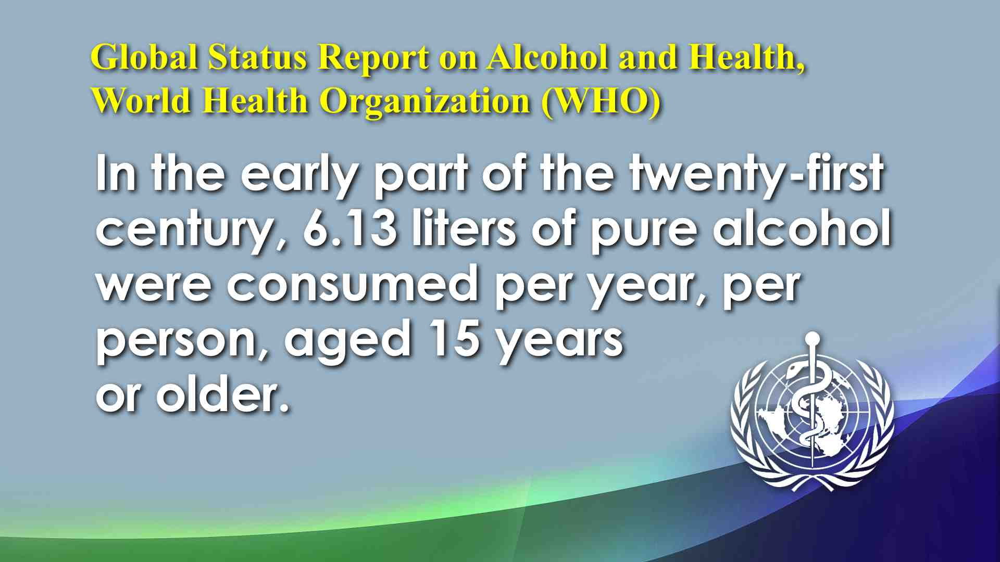 Global Status Report on Alcohol and Health,
World Health Organization (WHO)
In the early part of the twenty-first
century, 6.13 liters of pure alcohol
were consumed per year, per
person, aged 15 years
or older.